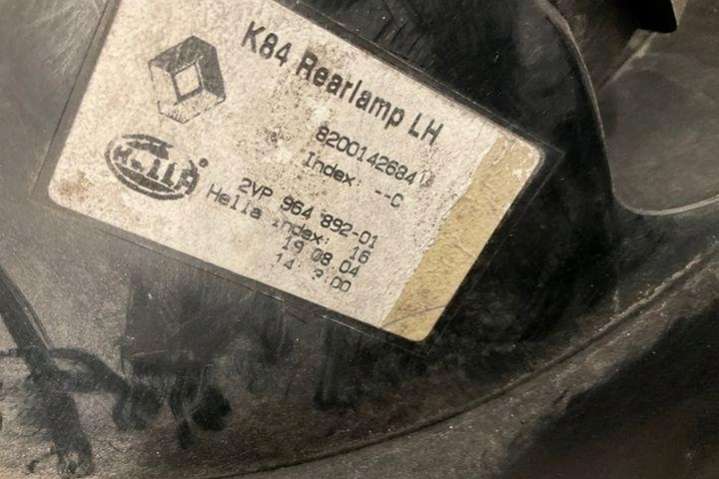 K84 Rearlamp LH
8200142684
Index: --C
HELLA ®
2VP 964 892-01
Hella index: 16
19.08.04